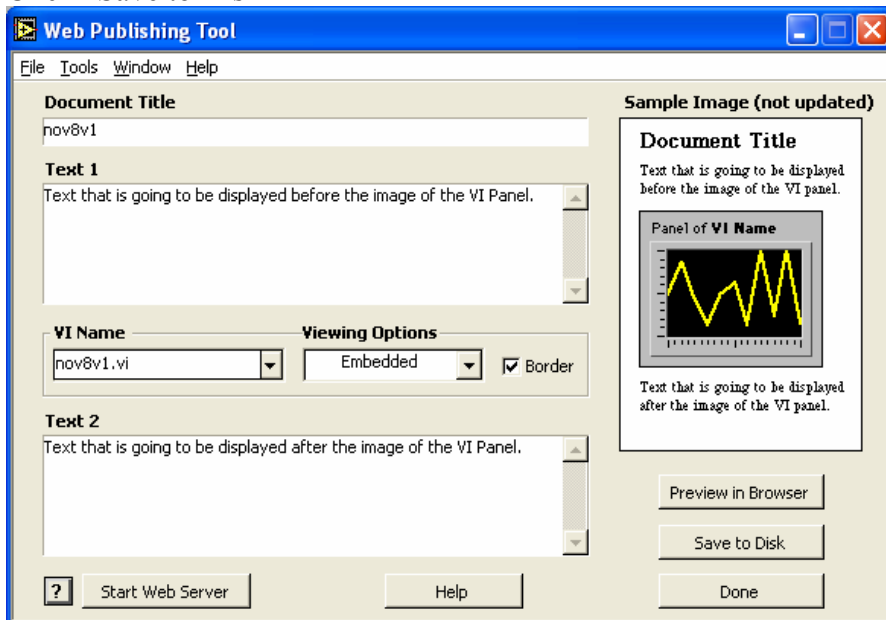 Web Publishing Tool
File Tools Window Help
Document Title
nov8v1
Text 1
Text that is going to be displayed before the image of the VI Panel.
VI Name
Viewing Options
nov8v1.vi
Embedded
Border
Text 2
Text that is going to be displayed after the image of the VI Panel.
?
Start Web Server
Help
Sample Image (not updated)
Document Title
Text that is going to be displayed
before the image of the VI panel.
Panel of VI Name
Text that is going to be displayed
after the image of the VI panel.
Preview in Browser
Save to Disk
Done